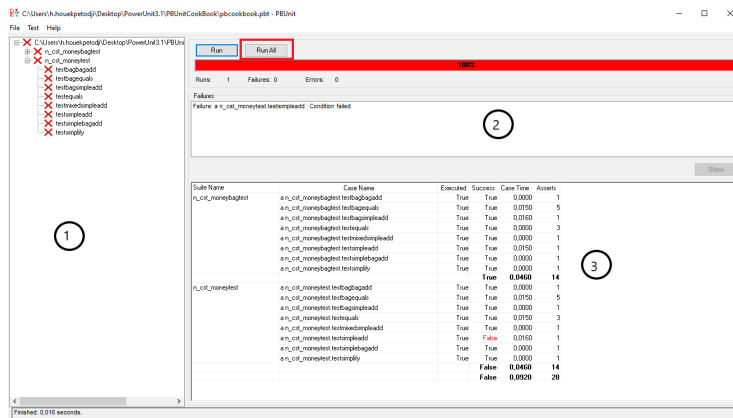 C:\Users\h.houekpetodji\Desktop\PowerUnit3.1\PBUnitCookBook\pbcookbook.pbt - PBUnit
File Test Help
C:\Users\h.houekpetodji\Desktop\PowerUnit3.1\PBUni
n_cst_moneybagtest
n_cst_moneytest
testbagbagadd
testbagequals
testbagsimpleadd
testequals
testmixedsimpleadd
testsimpleadd
testsimplebagadd
testsimplify
1
Run Run All
100%
Runs: 1 Failures: 0 Errors: 0
Failures
Failure: a n_cst_moneytest.testsimpleadd : Condition failed
2
Show
Suite Name Case Name Executed Success Case Time Asserts
n_cst_moneybagtest a n_cst_moneybagtest.testbagbagadd True True 0,0000 1
a n_cst_moneybagtest.testbagequals True True 0,0150 5
a n_cst_moneybagtest.testbagsimpleadd True True 0,0160 1
a n_cst_moneybagtest.testequals True True 0,0000 3
a n_cst_moneybagtest.testmixedsimpleadd True True 0,0000 1
a n_cst_moneybagtest.testsimpleadd True True 0,0150 1
a n_cst_moneybagtest.testsimplebagadd True True 0,0000 1
a n_cst_moneybagtest.testsimplify True True 0,0000 1
True 0,0460 14
n_cst_moneytest a n_cst_moneytest.testbagbagadd True True 0,0000 1
a n_cst_moneytest.testbagequals True True 0,0150 5
a n_cst_moneytest.testbagsimpleadd True True 0,0000 1
a n_cst_moneytest.testequals True True 0,0150 3
a n_cst_moneytest.testmixedsimpleadd True True 0,0000 1
a n_cst_moneytest.testsimpleadd True False 0,0160 1
a n_cst_moneytest.testsimplebagadd True True 0,0000 1
a n_cst_moneytest.testsimplify True True 0,0000 1
False 0,0460 14
False 0,0920 28
3
Finished: 0,016 seconds.